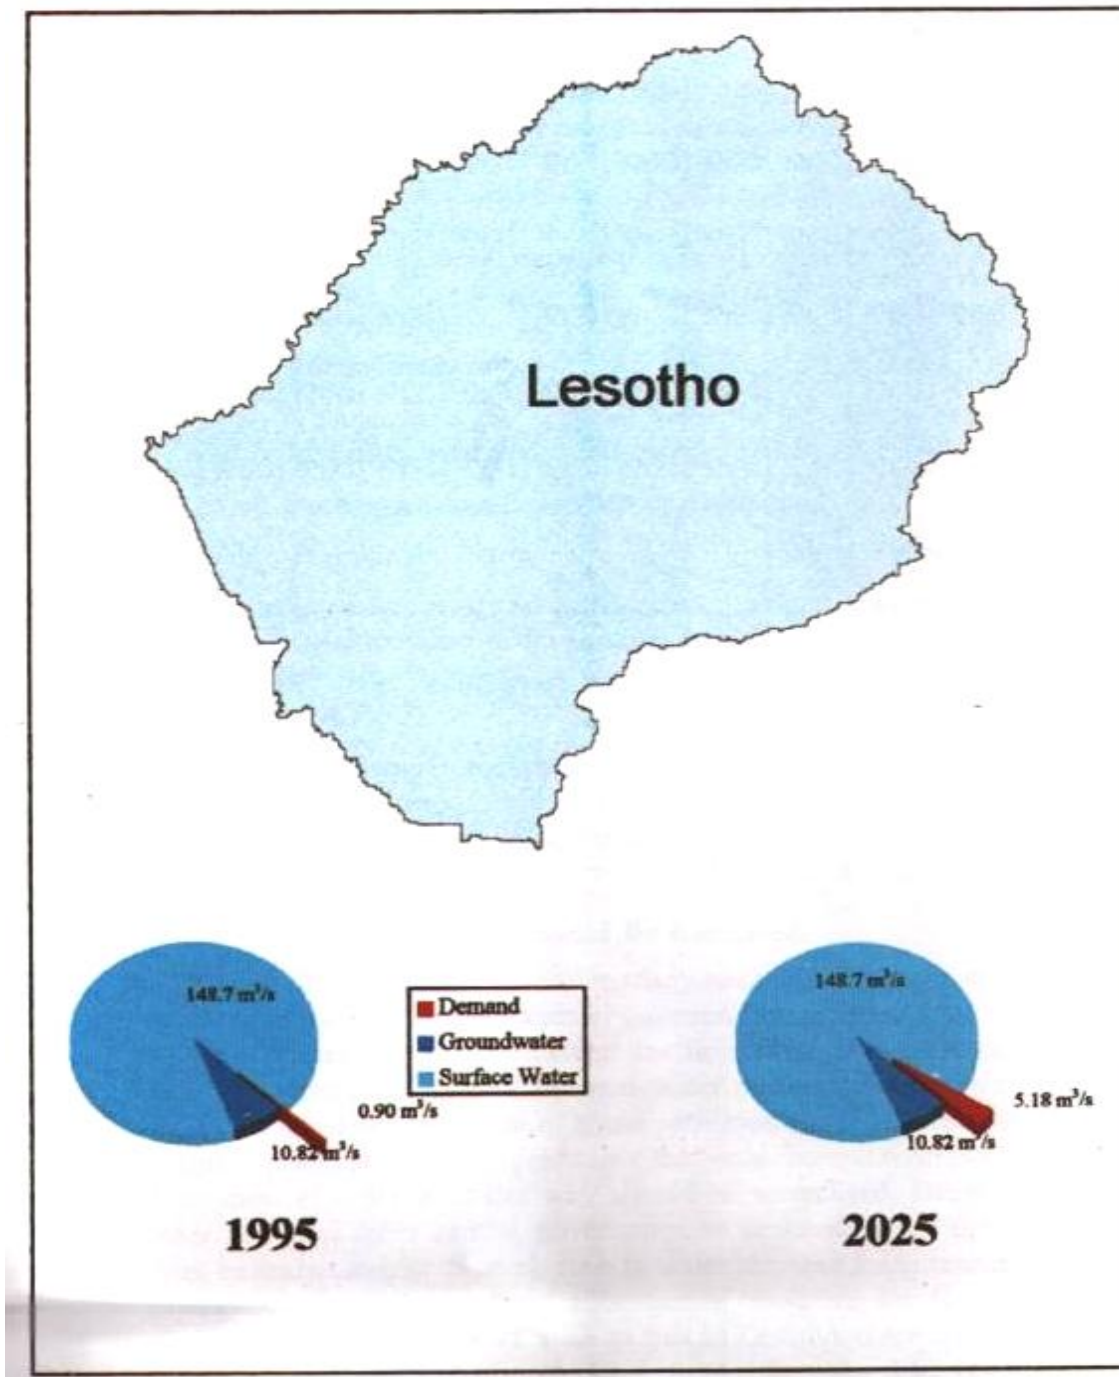 Lesotho
148.7 m³/s
Demand
Groundwater
Surface Water
0.90 m³/s
10.82 m³/s
1995
148.7 m³/s
5.18 m³/s
10.82 m³/s
2025